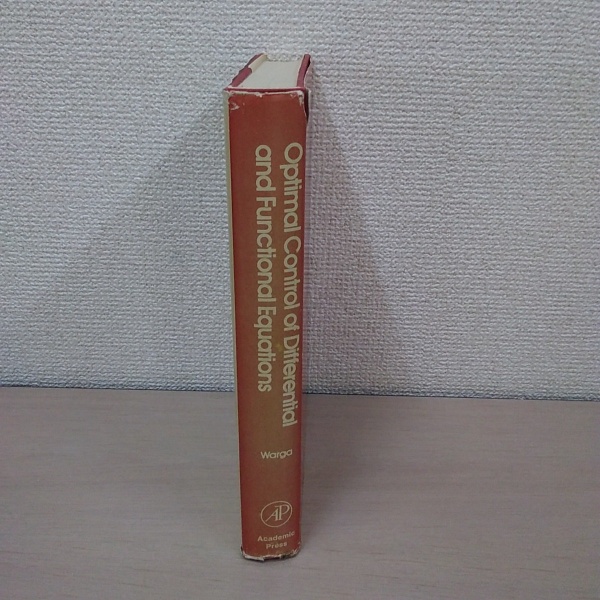 Optimal Control of Differential
and Functional Equations
Warga
AP
Academic
Press